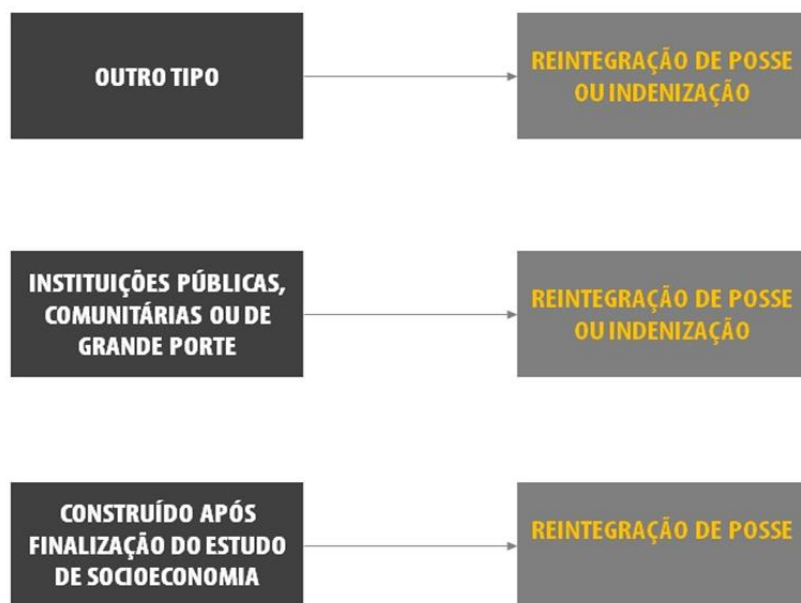 OUTRO TIPO
REINTEGRAÇÃO DE POSSE
OU INDENIZAÇÃO
INSTITUIÇÕES PÚBLICAS,
COMUNITÁRIAS OU DE
GRANDE PORTE
REINTEGRAÇÃO DE POSSE
OU INDENIZAÇÃO
CONSTRUÍDO APÓS
FINALIZAÇÃO DO ESTUDO
DE SOCIOECONOMIA
REINTEGRAÇÃO DE POSSE